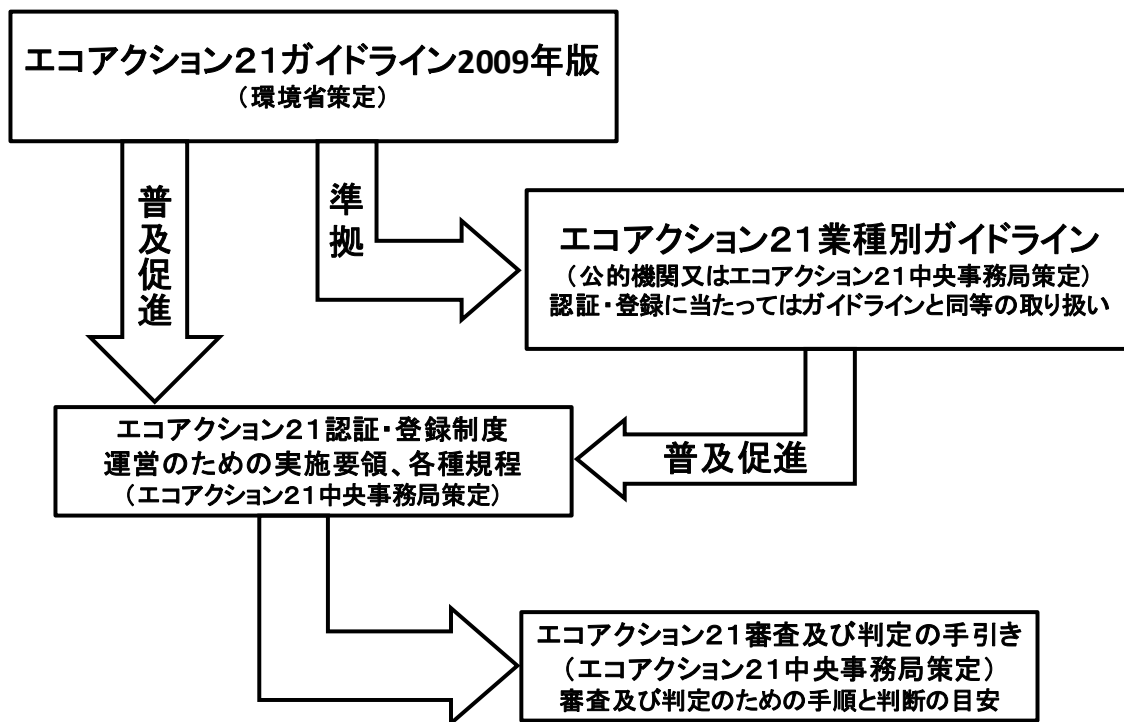 エコアクション21ガイドライン2009年版
（環境省策定）
普及促進
準拠
エコアクション21業種別ガイドライン
（公的機関又はエコアクション21中央事務局策定）
認証・登録に当たってはガイドラインと同等の取り扱い
エコアクション21認証・登録制度
運営のための実施要領、各種規程
（エコアクション21中央事務局策定）
普及促進
エコアクション21審査及び判定の手引き
（エコアクション21中央事務局策定）
審査及び判定のための手順と判断の目安